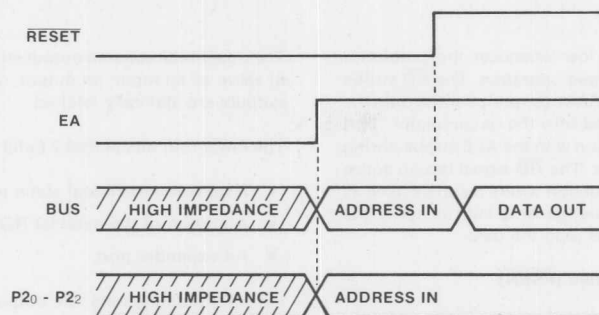 RESET
EA
BUS HIGH IMPEDANCE ADDRESS IN DATA OUT
P20 - P22 HIGH IMPEDANCE ADDRESS IN